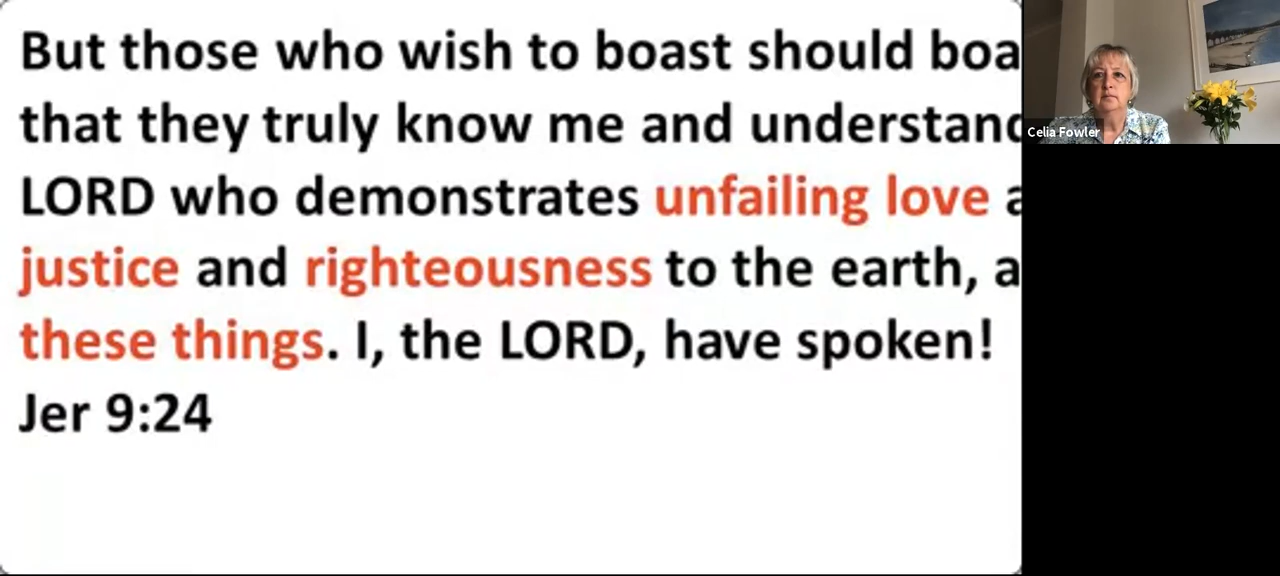 But those who wish to boast should boa
that they truly know me and understand
LORD who demonstrates unfailing love a
justice and righteousness to the earth, a
these things. I, the LORD, have spoken!
Jer 9:24
Celia Fowler